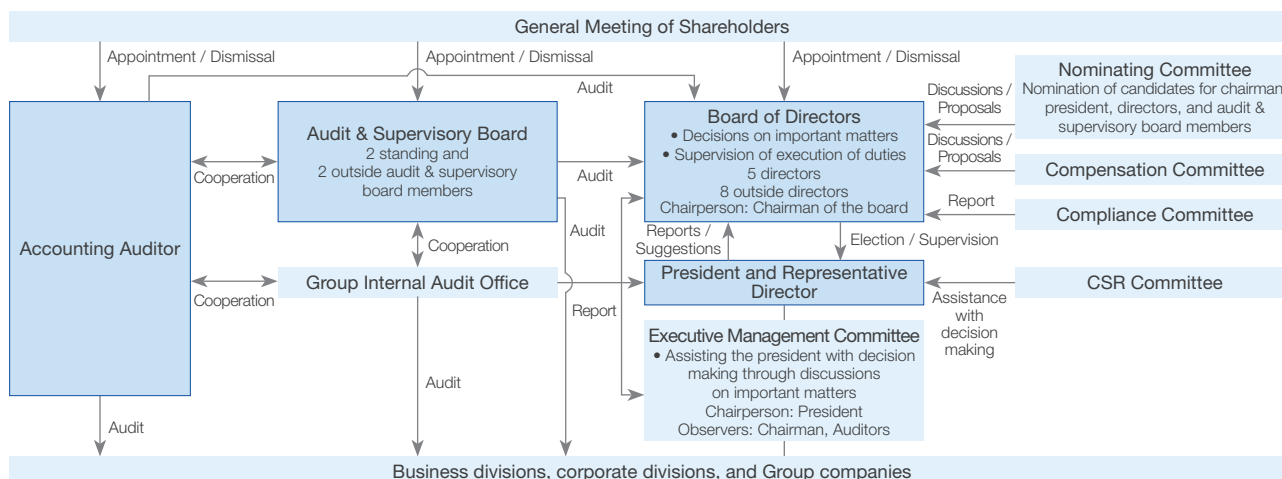 General Meeting of Shareholders
Appointment / Dismissal
Appointment / Dismissal
Appointment / Dismissal
Audit
Accounting Auditor
Cooperation
Cooperation
Audit
Audit & Supervisory Board
2 standing and
2 outside audit & supervisory
board members
Cooperation
Group Internal Audit Office
Audit
Audit
Audit
Report
Board of Directors
• Decisions on important matters
• Supervision of execution of duties
5 directors
8 outside directors
Chairperson: Chairman of the board
Reports /
Suggestions
Election / Supervision
President and Representative
Director
Executive Management Committee
• Assisting the president with decision
making through discussions
on important matters
Chairperson: President
Observers: Chairman, Auditors
Discussions /
Proposals
Nominating Committee
Nomination of candidates for chairman,
president, directors, and audit &
supervisory board members
Discussions /
Proposals
Compensation Committee
Report
Compliance Committee
CSR Committee
Assistance
with
decision
making
Business divisions, corporate divisions, and Group companies